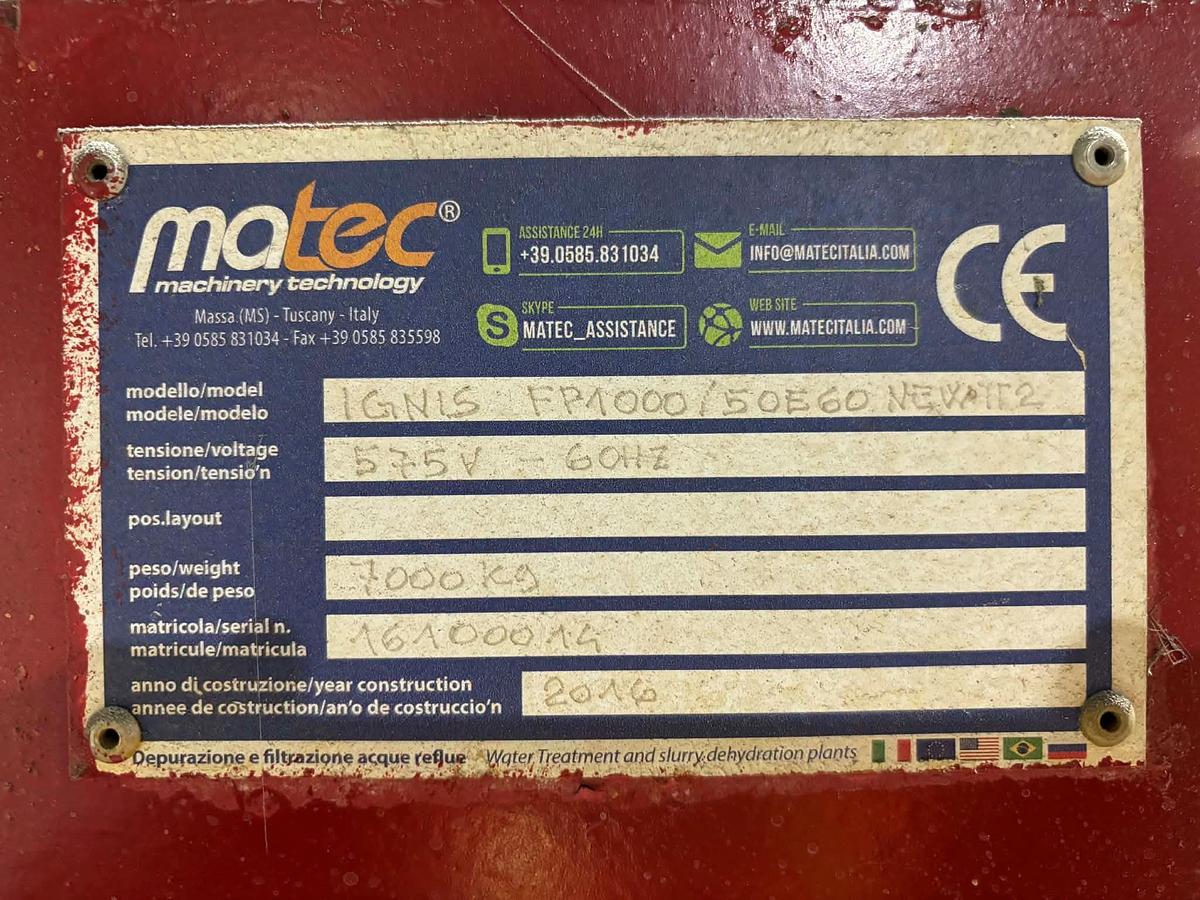 matec®
machinery technology
Massa (MS) - Tuscany - Italy
Tel. +39 0585 831034 - Fax +39 0585 835598
ASSISTANCE 24H
+39.0585.831034
E-MAIL
INFO@MATECITALIA.COM
SKYPE
MATEC_ASSISTANCE
WEB SITE
WWW.MATECITALIA.COM
CE
modello/model
modele/modelo
IGNIS FP1000/50E60
tensione/voltage
tension/tensio'n
575V - 60HZ
pos.layout
peso/weight
poids/de peso
7000 Kg
matricola/serial n.
matricule/matricula
16100014
anno di costruzione/year construction
annee de costruction/an'o de costruccio'n
2016
Depurazione e filtrazione acque reflue Water Treatment and slurry dehydration plants